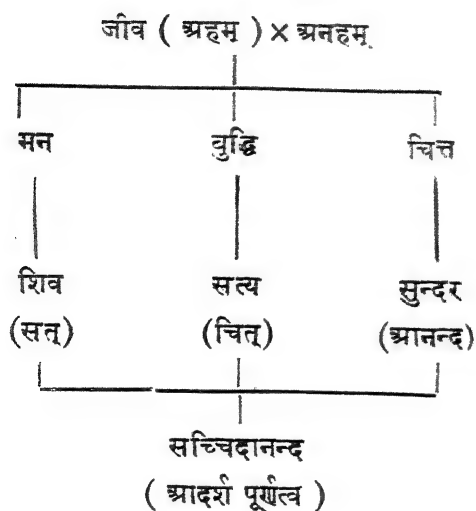 जीव ( अहम् ) × अनहम्
मन बुद्धि चित्त
शिव सत्य सुन्दर
(सत्) (चित्) (आनन्द)
सच्चिदानन्द
( आदर्श पूर्णत्व )